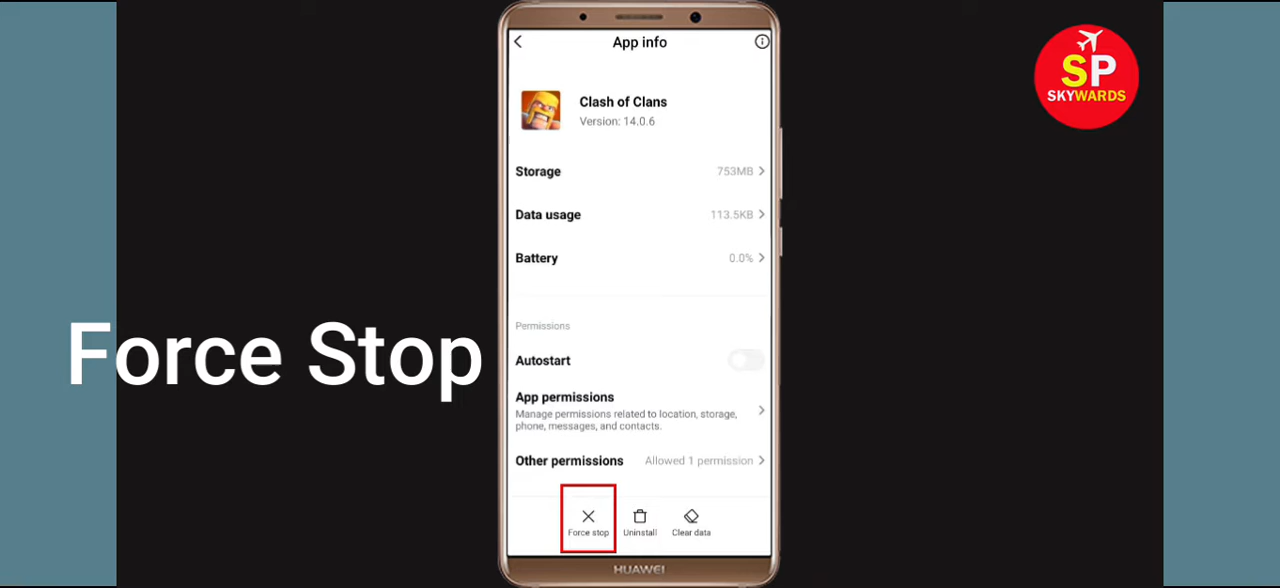 App info
SP
SKYWARDS
Clash of Clans
Version: 14.0.6
Storage 753MB
Data usage 113.5KB
Battery 0.0%
Permissions
Force Stop
Autostart
App permissions
Manage permissions related to location, storage,
phone, messages, and contacts.
Other permissions Allowed 1 permission
Force stop Uninstall Clear data
HUAWEI